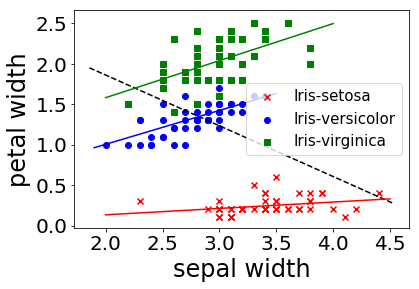 2.5
2.0
1.5
1.0
0.5
0.0
petal width
Iris-setosa
Iris-versicolor
Iris-virginica
2.0 2.5 3.0 3.5 4.0 4.5
sepal width